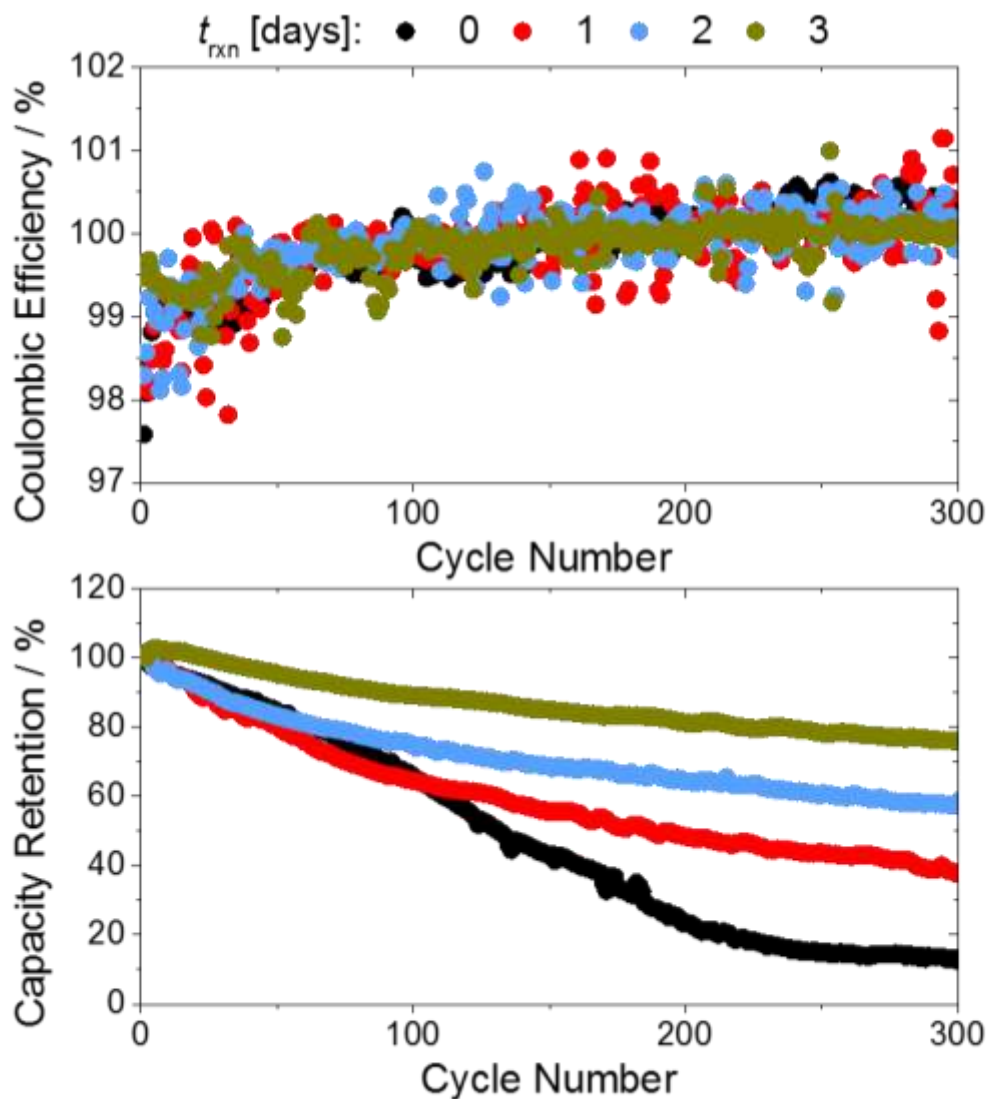 t_rxn [days]: 0 1 2 3
102
101
100
99
98
97
Coulombic Efficiency / %
0 100 200 300
Cycle Number
120
100
80
60
40
20
0
Capacity Retention / %
0 100 200 300
Cycle Number